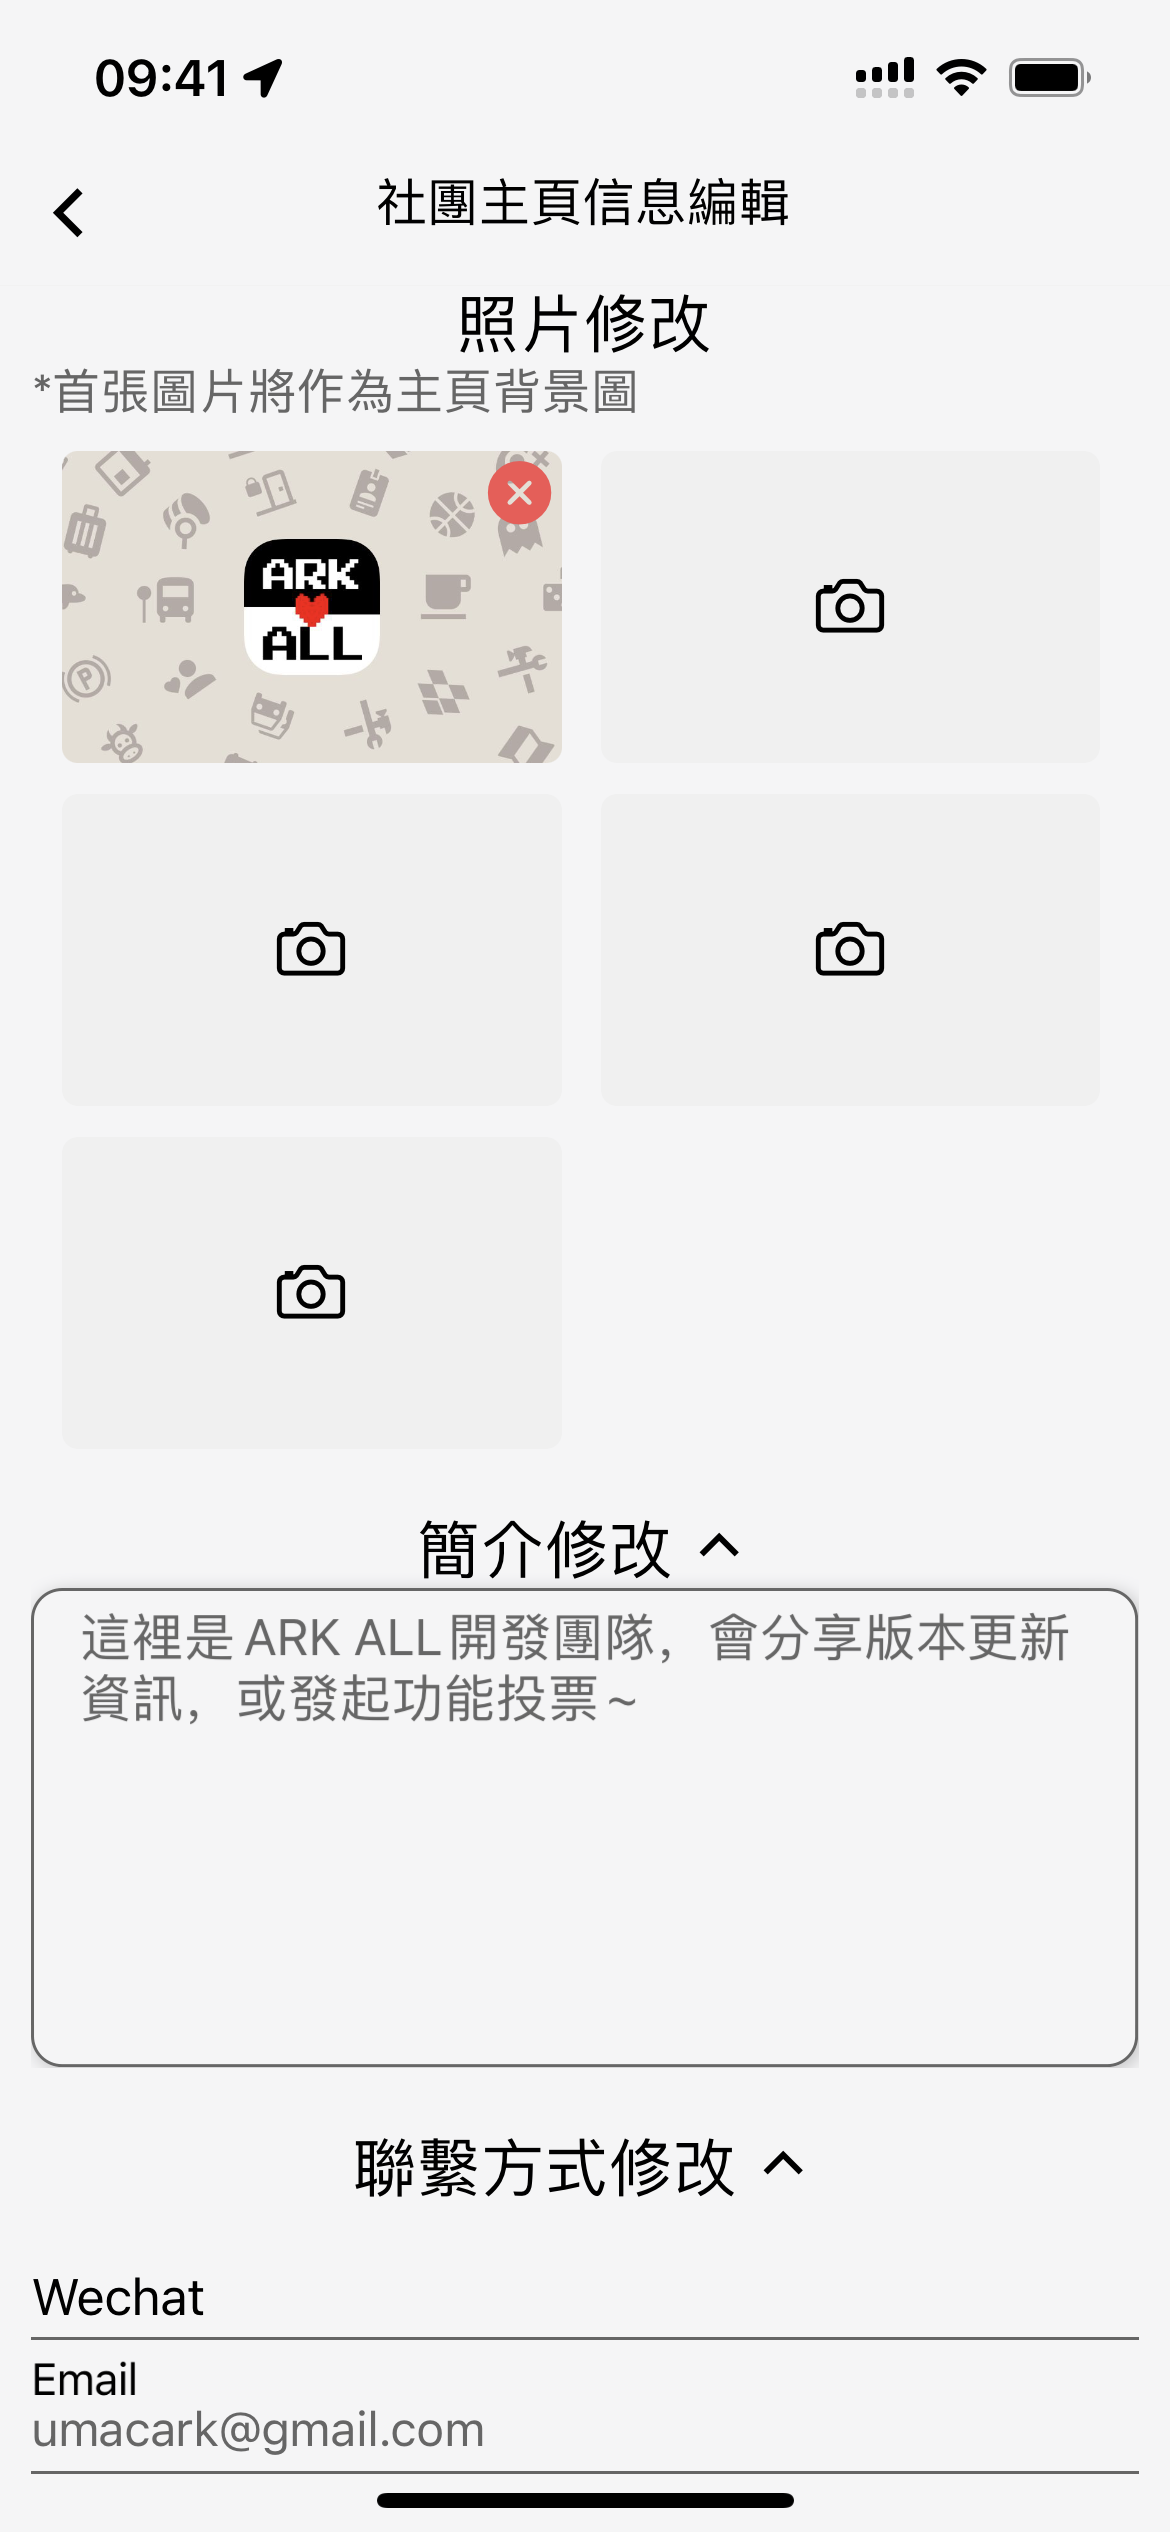 09:41
社團主頁信息編輯
照片修改
*首張圖片將作為主頁背景圖
ARK
ALL
P
簡介修改
這裡是 ARK ALL 開發團隊，會分享版本更新
資訊，或發起功能投票~
聯繫方式修改
Wechat
Email
umacark@gmail.com